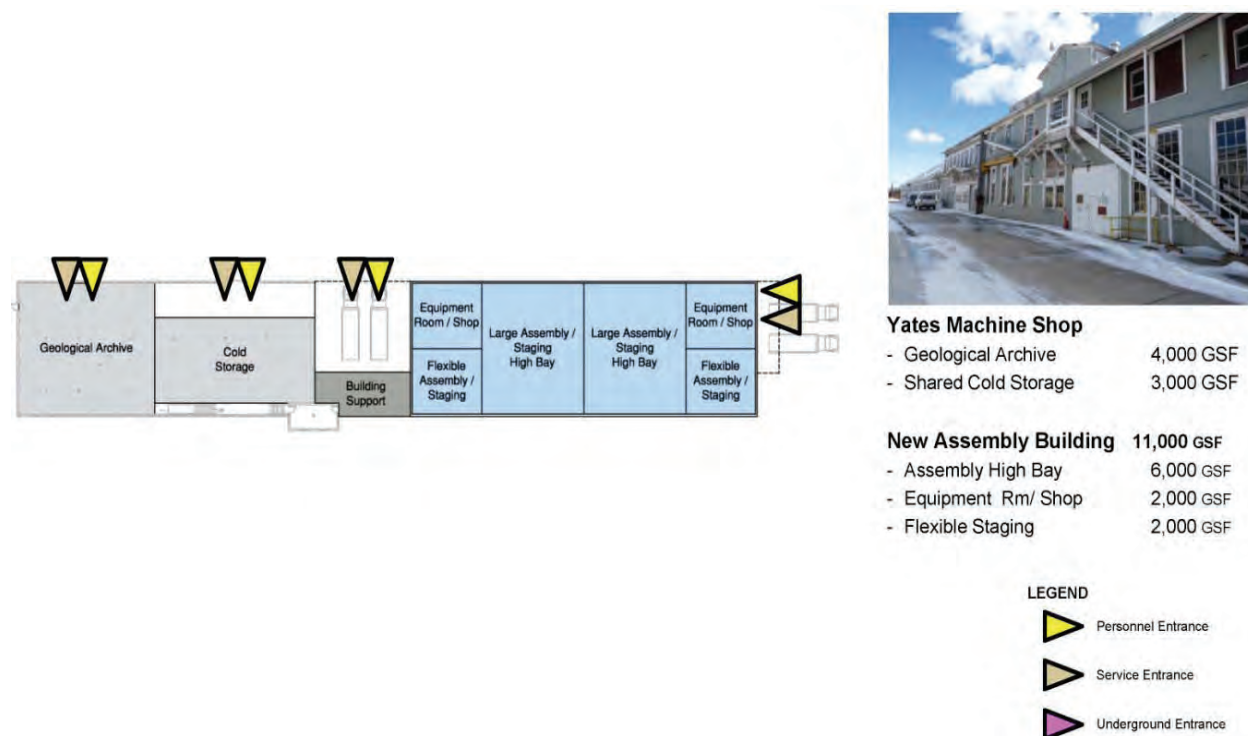 Geological Archive
Cold
Storage
Building
Support
Equipment
Room / Shop
Flexible
Assembly /
Staging
Large Assembly /
Staging
High Bay
Large Assembly /
Staging
High Bay
Equipment
Room / Shop
Flexible
Assembly /
Staging
Yates Machine Shop
- Geological Archive 4,000 GSF
- Shared Cold Storage 3,000 GSF
New Assembly Building 11,000 GSF
- Assembly High Bay 6,000 GSF
- Equipment Rm/ Shop 2,000 GSF
- Flexible Staging 2,000 GSF
LEGEND
Personnel Entrance
Service Entrance
Underground Entrance